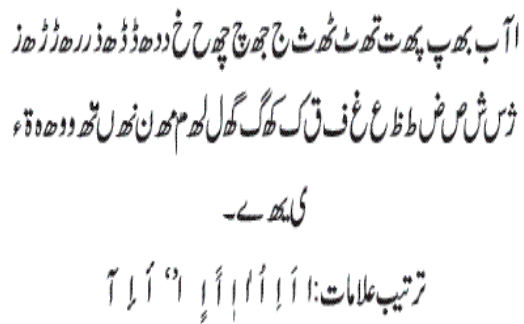 ا آ ب بھ پ پھ ت تھ ٹ ٹھ ث ج جھ چ چھ ح خ د دھ ڈ ڈھ ذ ر رھ ڑ ڑھ ز
ژ س ش ص ض ط ظ ع غ ف ق ک کھ گ گھ ل لھ م مھ ن نھ ں ںھ و وھ ہ ۃ ء
ی یھ ے۔
ترتیب علامات: